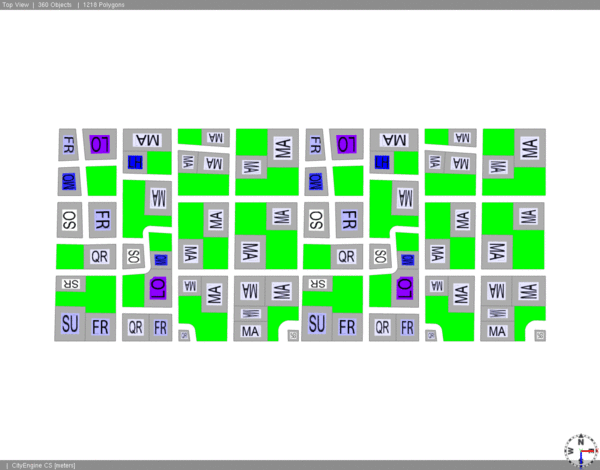 Top View | 360 Objects | 1218 Polygons
FR LO MA MA MA FR LO MA MA MA
MA MA MA MA MA MA
MA MA
SO FR MA MA SO FR MA MA
QR SO MA MA QR SO MA MA
SR LO MA MA MA MA SR LO MA MA MA MA
MA MA
SU FR QR FR MA SU FR QR FR MA
N
W
| CityEngine CS [meters]